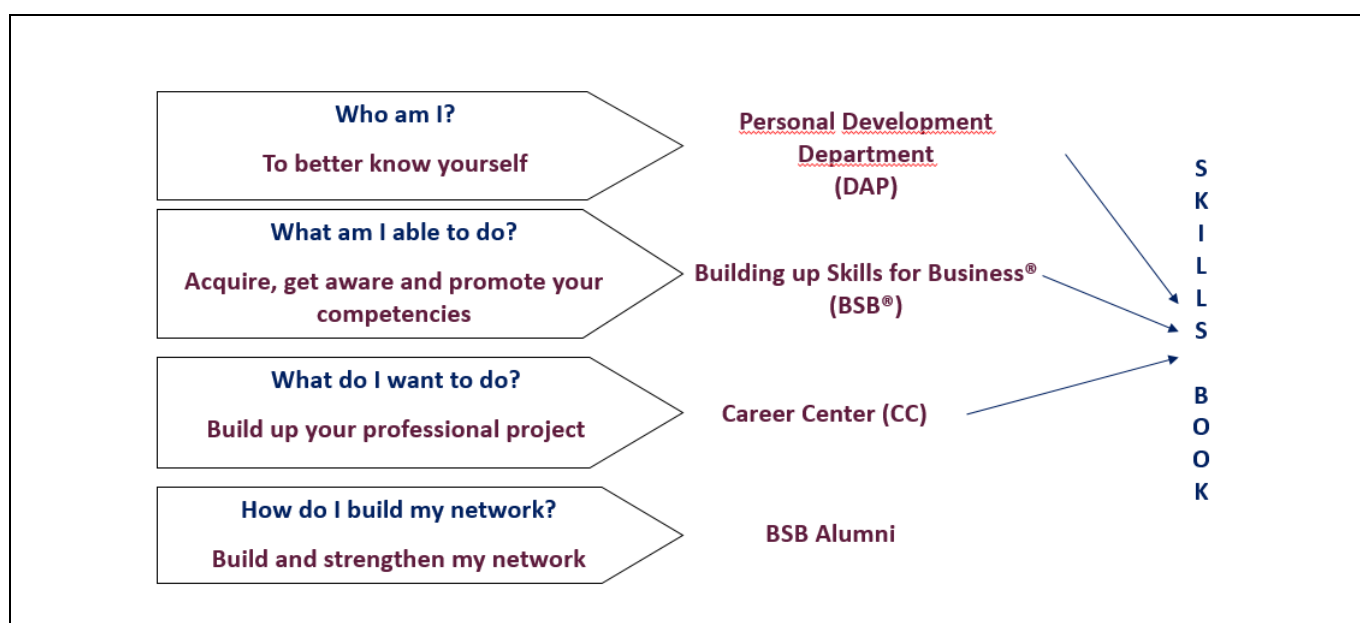 Who am I?
To better know yourself
Personal Development
Department
(DAP)
What am I able to do?
Acquire, get aware and promote your
competencies
Building up Skills for Business®
(BSB®)
What do I want to do?
Build up your professional project
Career Center (CC)
How do I build my network?
Build and strengthen my network
BSB Alumni
SKILLS
BOOK